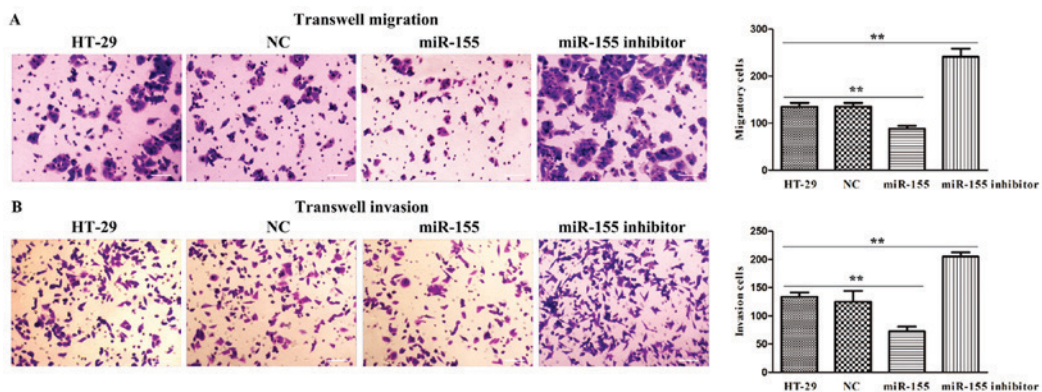 A
Transwell migration
HT-29 NC miR-155 miR-155 inhibitor
Migratory cells
300
200
100
0
**
**
HT-29 NC miR-155 miR-155 inhibitor
B
Transwell invasion
HT-29 NC miR-155 miR-155 inhibitor
Invasion cells
250
200
150
100
50
0
**
**
HT-29 NC miR-155 miR-155 inhibitor